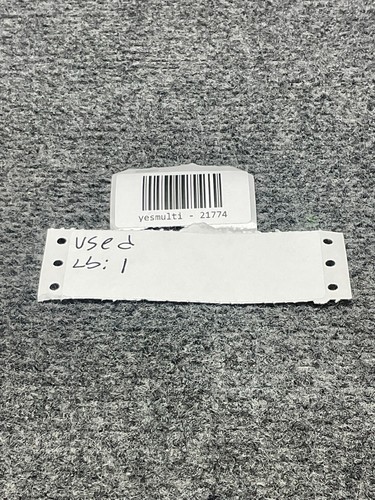 yesmulti - 21774
Used
Lb: 1